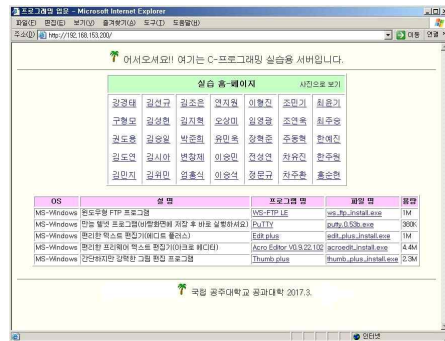 프로그래밍 입문 - Microsoft Internet Explorer
파일(F) 편집(E) 보기(V) 즐겨찾기(A) 도구(T) 도움말(H)
주소(D) http://192.168.153.200/ 이동 연결
어서오셔요!! 여기는 C-프로그래밍 실습용 서버입니다.
실습 홈-페이지 사진으로 보기
강경태 김선규 김조은 연지원 이형진 조민기 최윤기
구형모 김성현 김지혁 오상미 임영광 조연욱 최주승
권도용 김승일 박준희 유민욱 장혁준 주동혁 한예진
김도연 김시아 변창제 이승민 전성연 차유진 한주원
김민지 김위민 엄홍식 이승석 정문규 차주환 홍순현
OS 설 명 프로그램 명 파일 명 용량
MS-Windows 윈도우형 FTP 프로그램 WS-FTP LE ws_ftp_install.exe 1M
MS-Windows 만능 텔넷 프로그램(바탕화면에 저장 후 바로 실행하셔요) PuTTY putty.0.53b.exe 380K
MS-Windows 편리한 텍스트 편집기(에디트 플러스) Edit plus edit_plus_install.exe 1M
MS-Windows 편리한 프리웨어 텍스트 편집기(아크로 에디터) Acro Editor V0.9.22.102 acroedit_install.exe 4.4M
MS-Windows 간단하지만 강력한 그림 편집 프로그램 Thumb plus thumb_plus_install.exe 2.3M
국립 공주대학교 공과대학 2017.3.
인터넷